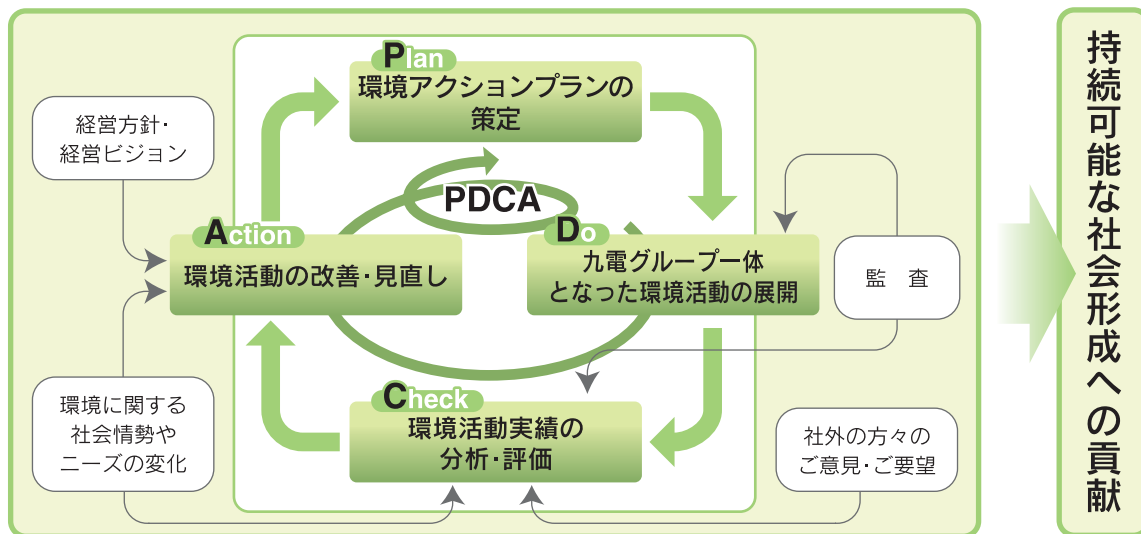 Plan
環境アクションプランの
策定
経営方針・
経営ビジョン
PDCA
Action
環境活動の改善・見直し
Do
九電グループ一体
となった環境活動の展開
監　査
Check
環境活動実績の
分析・評価
環境に関する
社会情勢や
ニーズの変化
社外の方々の
ご意見・ご要望
持続可能な社会形成への貢献